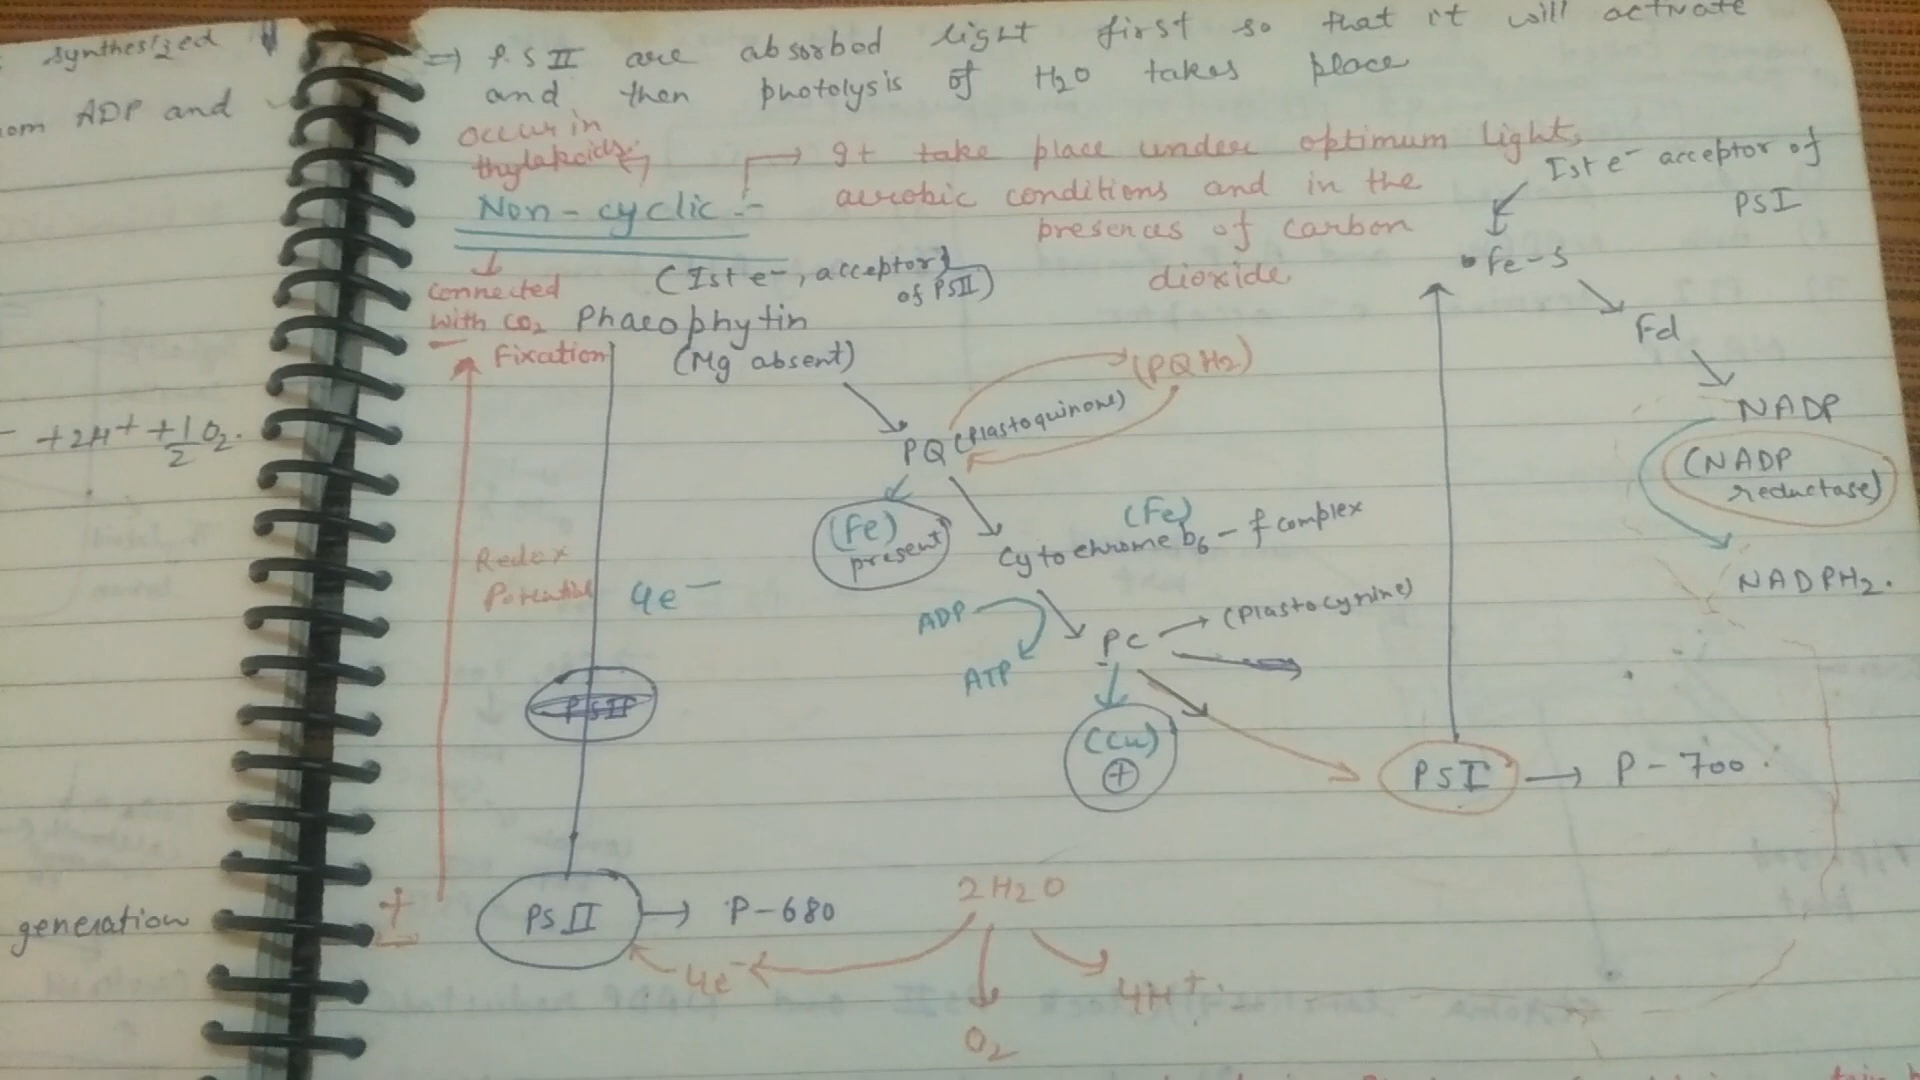 synthesized
ADP and
+2H+ + 1/2 O2.
generation
=> P.S II are absorbed light first so that it will activate
and then photolysis of H2O takes place
occur in
thylakoids.
Non-cyclic :-
It take place under optimum light,
aerobic conditions and in the
presences of carbon
dioxide
Connected
with CO2
Fixation
(Ist e-, acceptor
of PSII)
Phaeophytin
(Mg absent)
(PQH2)
PQ (Plastoquinone)
(Fe)
present
(Fe)
Cytochrome b6 - f complex
ADP
ATP
PC → (Plastocynine)
(Cu)
+
Redox
Potential
4e-
PSII
PS II → P-680
+
2H2O
4e-
4H+
O2
PSI → P-700.
Ist e- acceptor of
PSI
Fe-S
Fd
NADP
(NADP
reductase)
NADPH2.